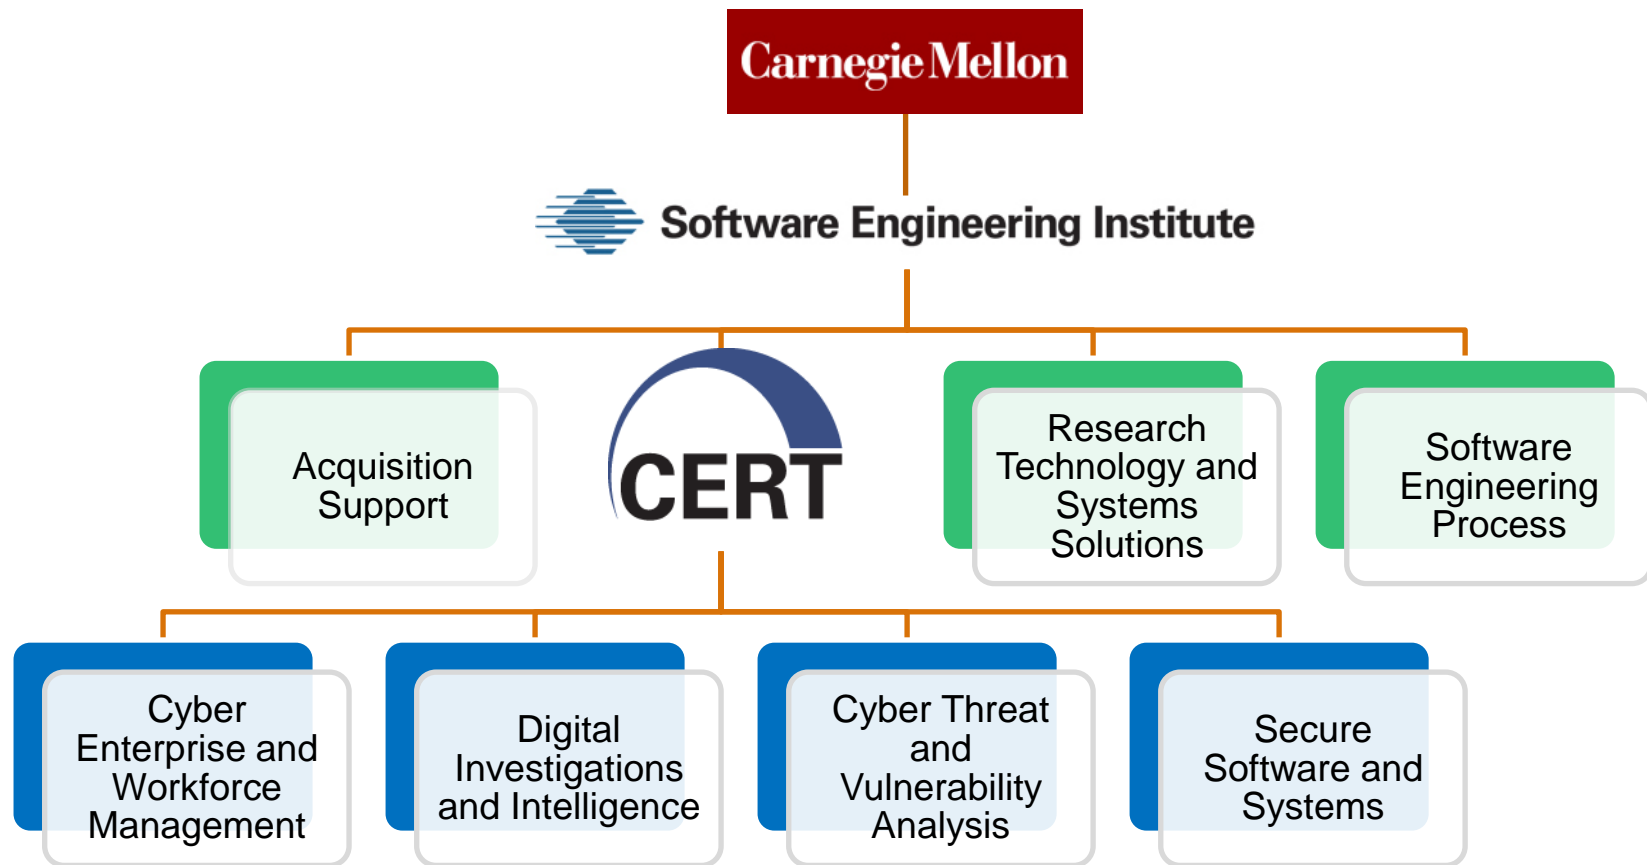 Carnegie Mellon
Software Engineering Institute
Acquisition
Support
CERT
Research
Technology and
Systems
Solutions
Software
Engineering
Process
Cyber
Enterprise and
Workforce
Management
Digital
Investigations
and Intelligence
Cyber Threat
and
Vulnerability
Analysis
Secure
Software and
Systems